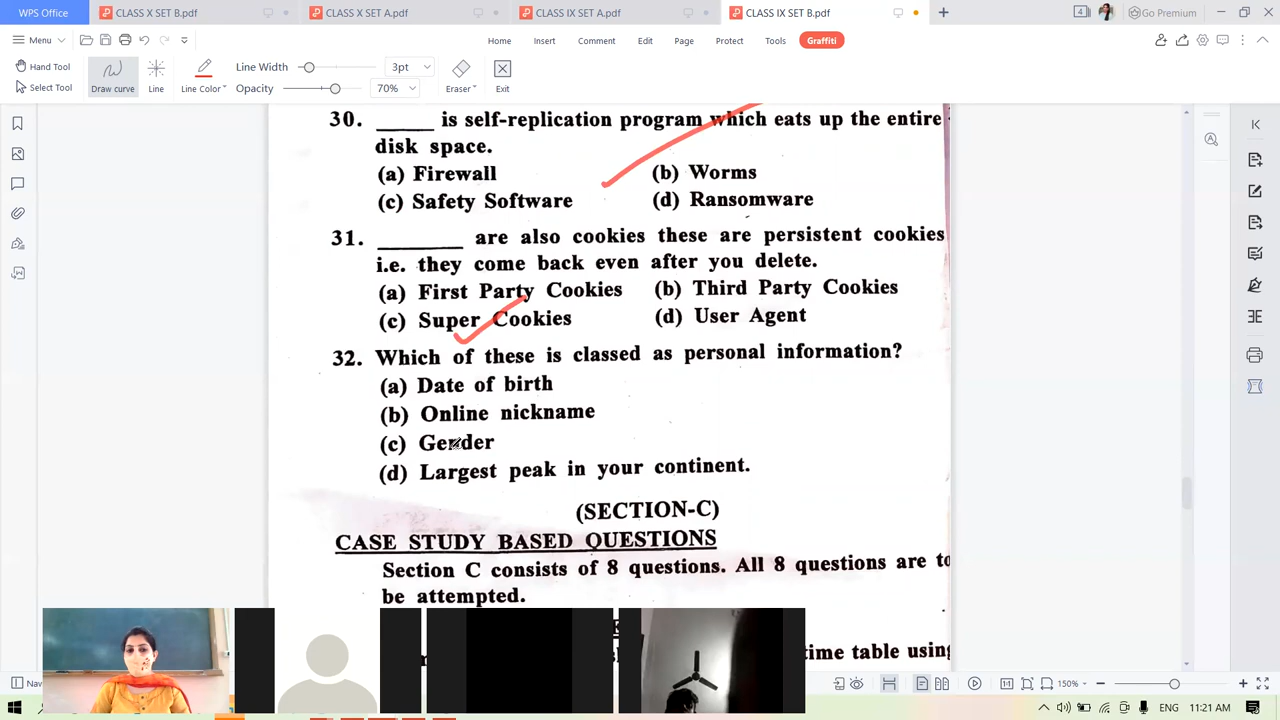 WPS Office
CLASS IX SET D.pdf
CLASS IX SET C.pdf
CLASS IX SET B.pdf
4
Go Premium
Menu
Home
Insert
Comment
Edit
Page
Protect
Tools
Graffiti
Hand Tool
Select Tool
Draw curve
Line
Line Color
Line Width
3pt
Opacity
70%
Eraser
Exit
30. _____ is self-replication program which eats up the entire
disk space.
(a) Firewall (b) Worms
(c) Safety Software (d) Ransomware
31. _______ are also cookies these are persistent cookies
i.e. they come back even after you delete.
(a) First Party Cookies (b) Third Party Cookies
(c) Super Cookies (d) User Agent
32. Which of these is classed as personal information?
(a) Date of birth
(b) Online nickname
(c) Gender
(d) Largest peak in your continent.
(SECTION-C)
CASE STUDY BASED QUESTIONS
Section C consists of 8 questions. All 8 questions are to
be attempted.
time table using
150%
ENG
11:21 AM